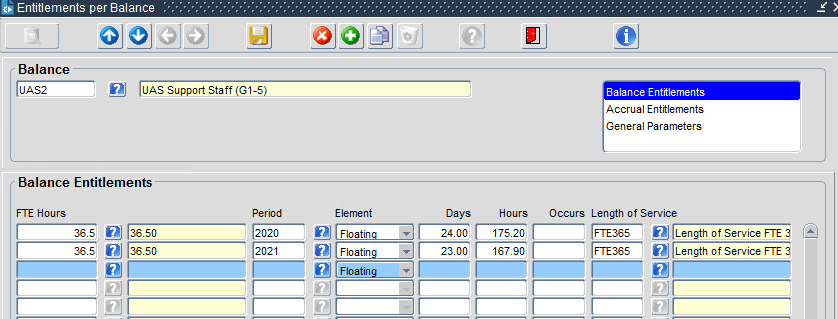 Entitlements per Balance
Balance
UAS2 ? UAS Support Staff (G1-5)
Balance Entitlements
Accrual Entitlements
General Parameters
Balance Entitlements
FTE Hours Period Element Days Hours Occurs Length of Service
36.5 ? 36.50 2020 ? Floating 24.00 175.20 FTE365 ? Length of Service FTE 3
36.5 ? 36.50 2021 ? Floating 23.00 167.90 FTE365 ? Length of Service FTE 3
? ? Floating ?
? ? ?
? ? ?